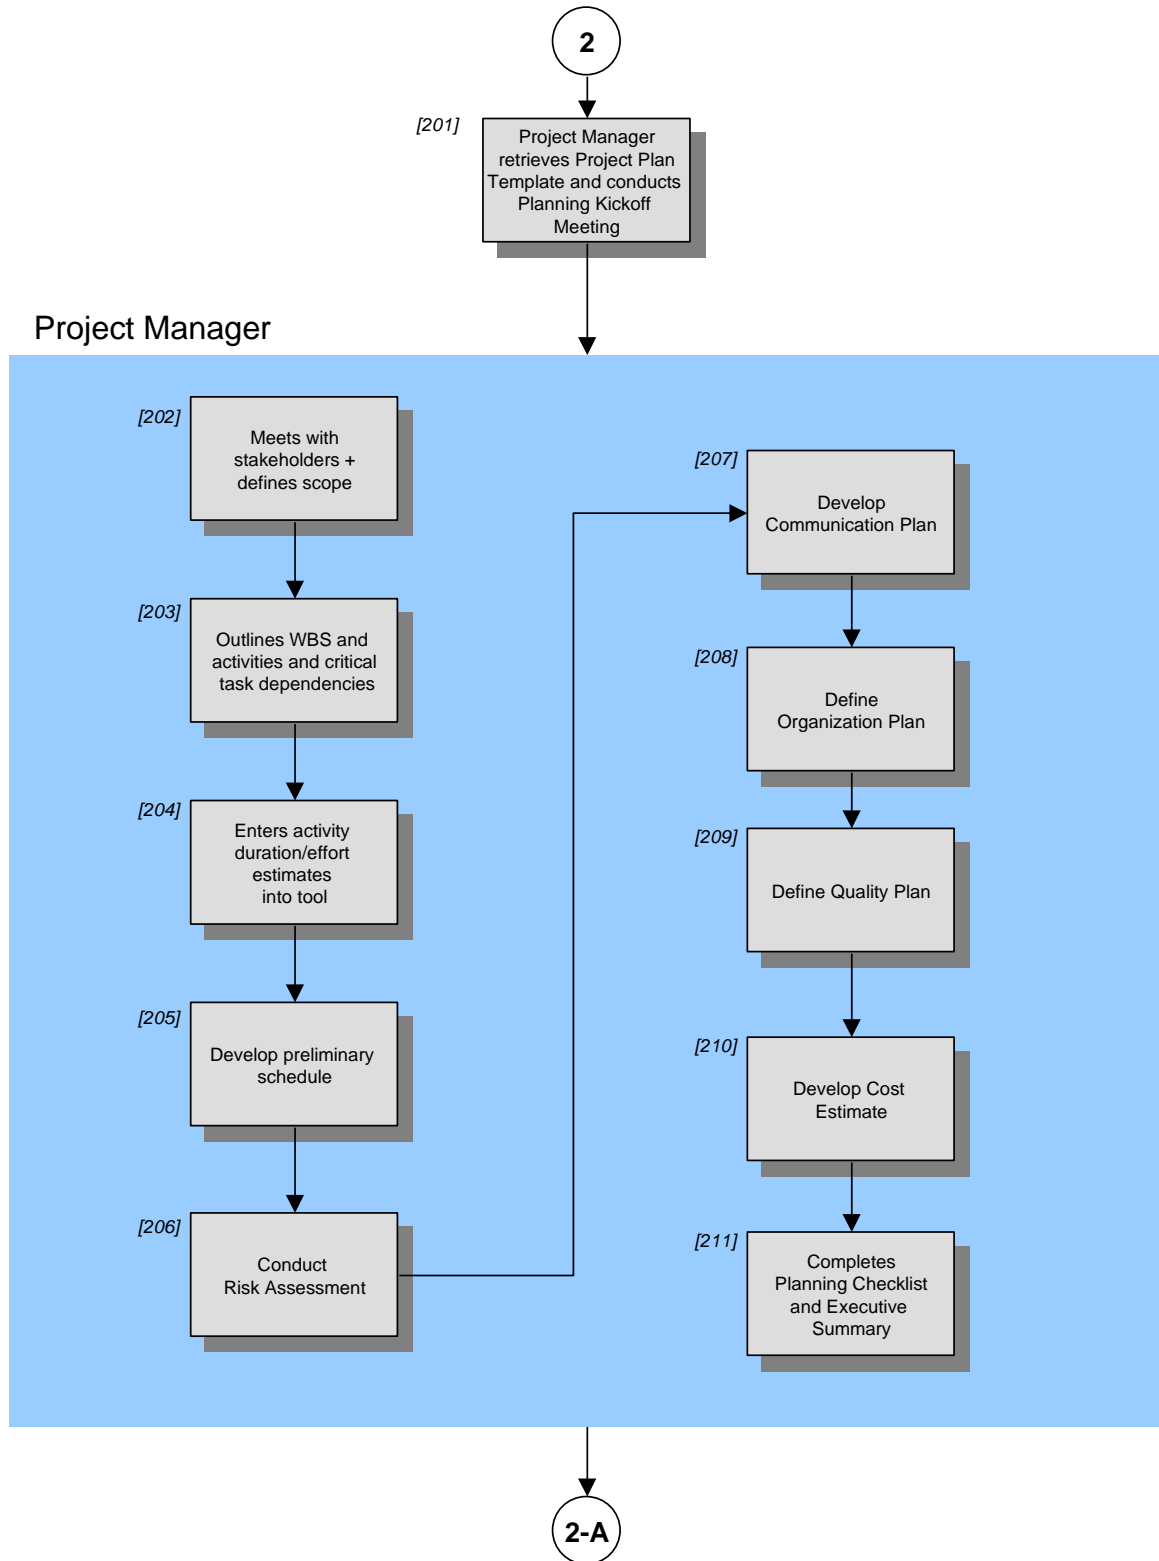 2
[201]
Project Manager
retrieves Project Plan
Template and conducts
Planning Kickoff
Meeting
Project Manager
[202]
Meets with
stakeholders +
defines scope
[203]
Outlines WBS and
activities and critical
task dependencies
[204]
Enters activity
duration/effort
estimates
into tool
[205]
Develop preliminary
schedule
[206]
Conduct
Risk Assessment
[207]
Develop
Communication Plan
[208]
Define
Organization Plan
[209]
Define Quality Plan
[210]
Develop Cost
Estimate
[211]
Completes
Planning Checklist
and Executive
Summary
2-A